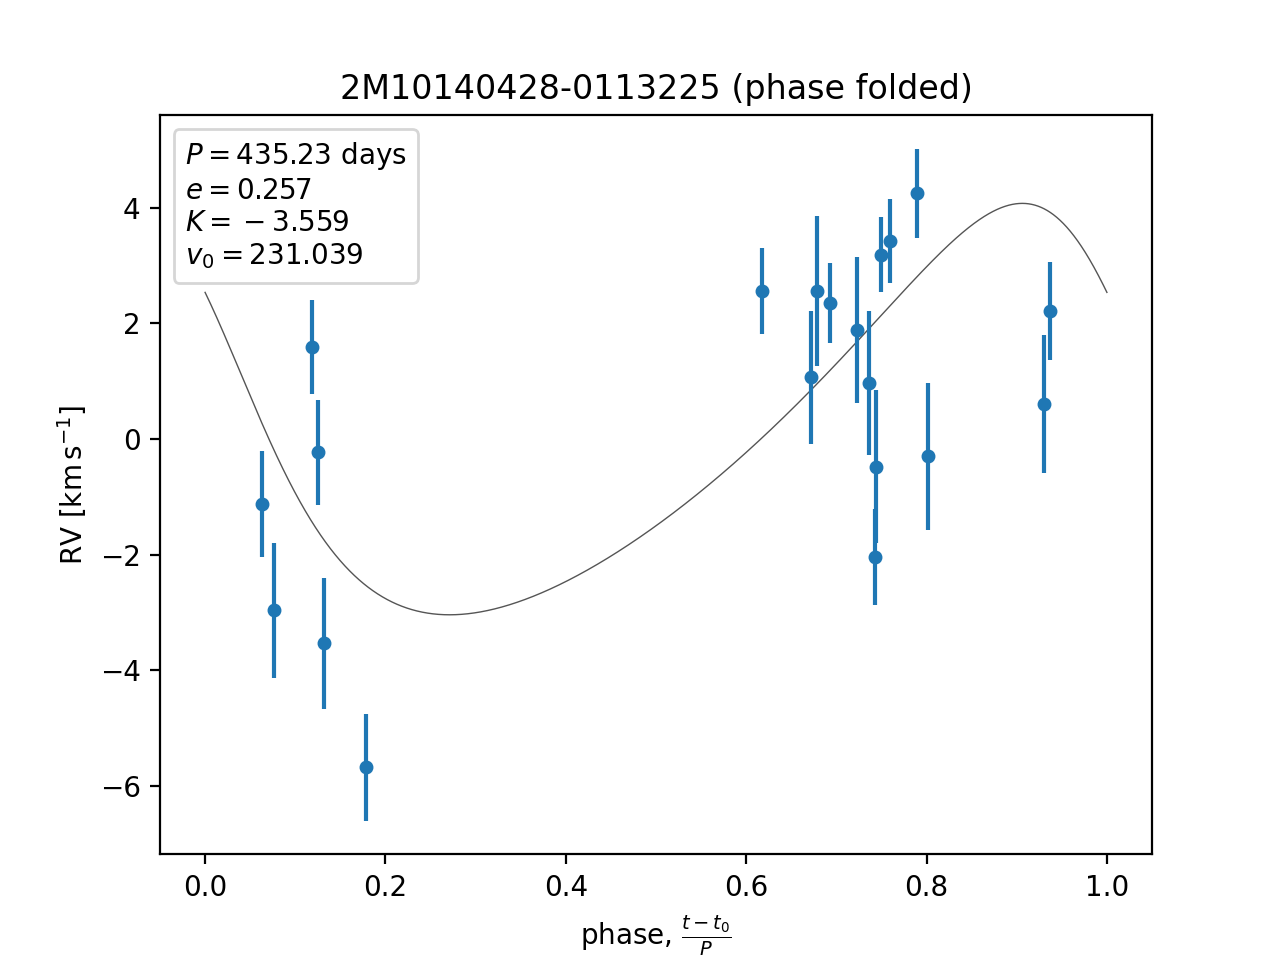 2M10140428-0113225 (phase folded)
P = 435.23 days
e = 0.257
K = −3.559
v₀ = 231.039
4
2
0
−2
−4
−6
RV [km s⁻¹]
0.0 0.2 0.4 0.6 0.8 1.0
phase, (t − t₀)/P